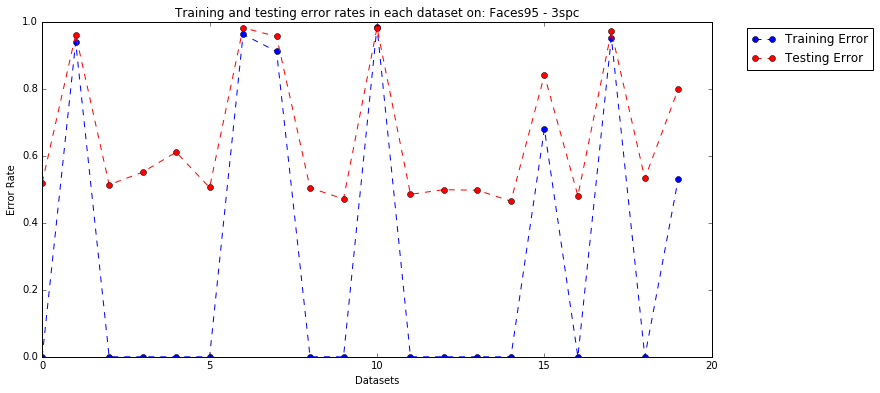 Training and testing error rates in each dataset on: Faces95 - 3spc
Training Error
Testing Error
1.0
0.8
0.6
0.4
0.2
0.0
Error Rate
0
5
10
15
20
Datasets